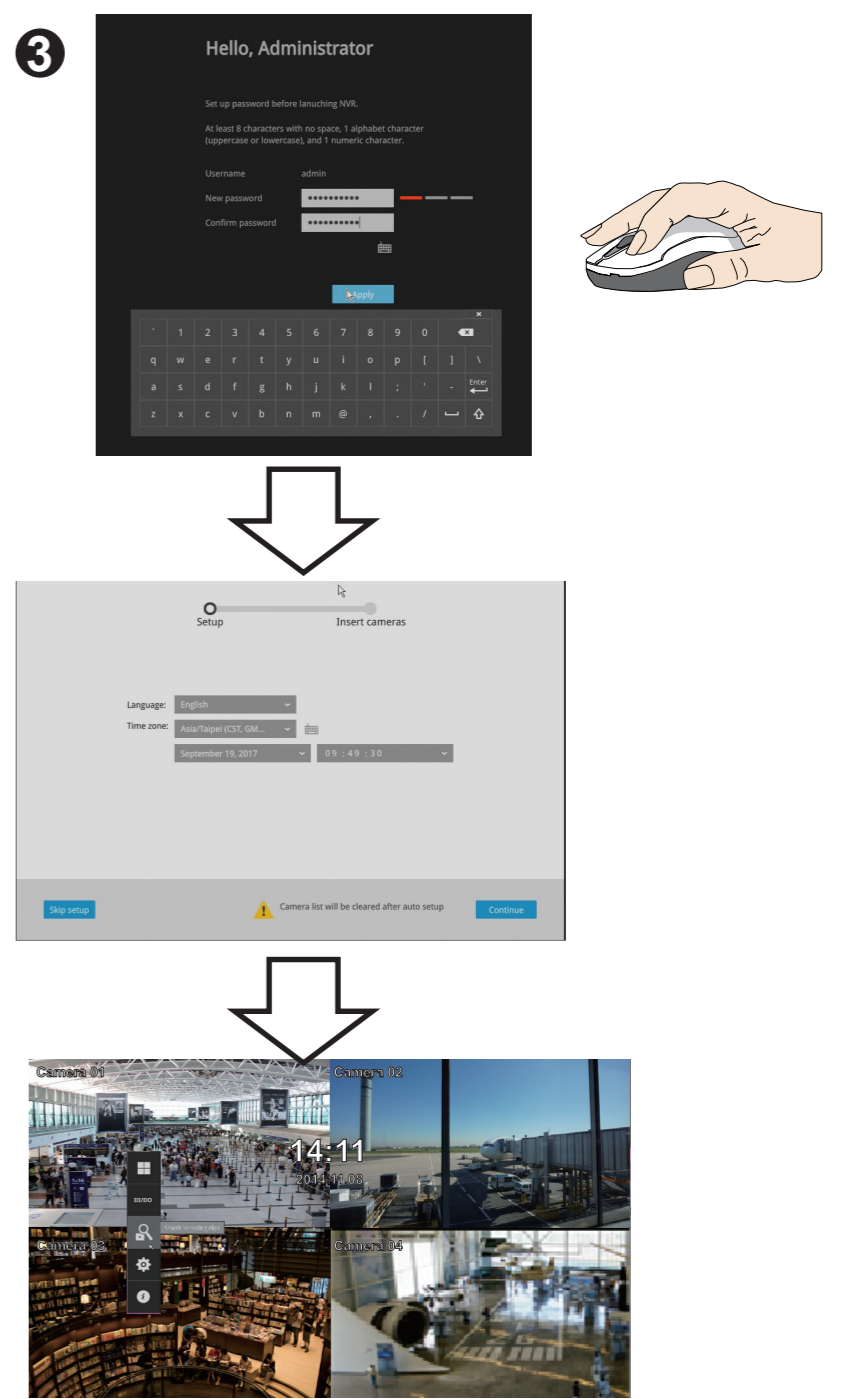 3
Hello, Administrator
Set up password before lanuching NVR.
At least 8 characters with no space, 1 alphabet character
(uppercase or lowercase), and 1 numeric character.
Username admin
New password ••••••••••
Confirm password ••••••••••
Apply
` 1 2 3 4 5 6 7 8 9 0
q w e r t y u i o p [ ] \
a s d f g h j k l ; ' - Enter
z x c v b n m @ , . /
Setup Insert cameras
Language: English
Time zone: Asia/Taipei (CST, GM...
September 19, 2017 09 : 49 : 30
Skip setup Camera list will be cleared after auto setup Continue
Camera 01 Camera 02
14:11
2014.11.08
DI/DO
Search recording clips
Camera 03 Camera 04